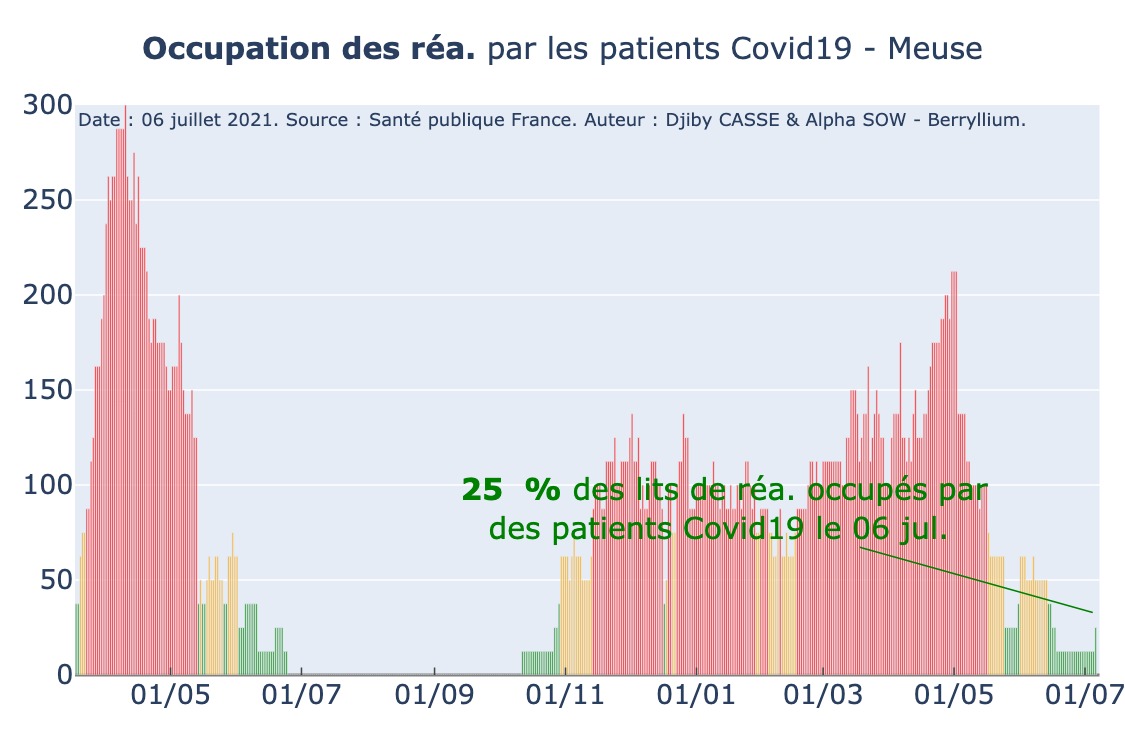 Occupation des réa. par les patients Covid19 - Meuse
300
Date : 06 juillet 2021. Source : Santé publique France. Auteur : Djiby CASSE & Alpha SOW - Berryllium.
250
200
150
100
25 % des lits de réa. occupés par
des patients Covid19 le 06 jul.
50
0
01/05 01/07 01/09 01/11 01/01 01/03 01/05 01/07